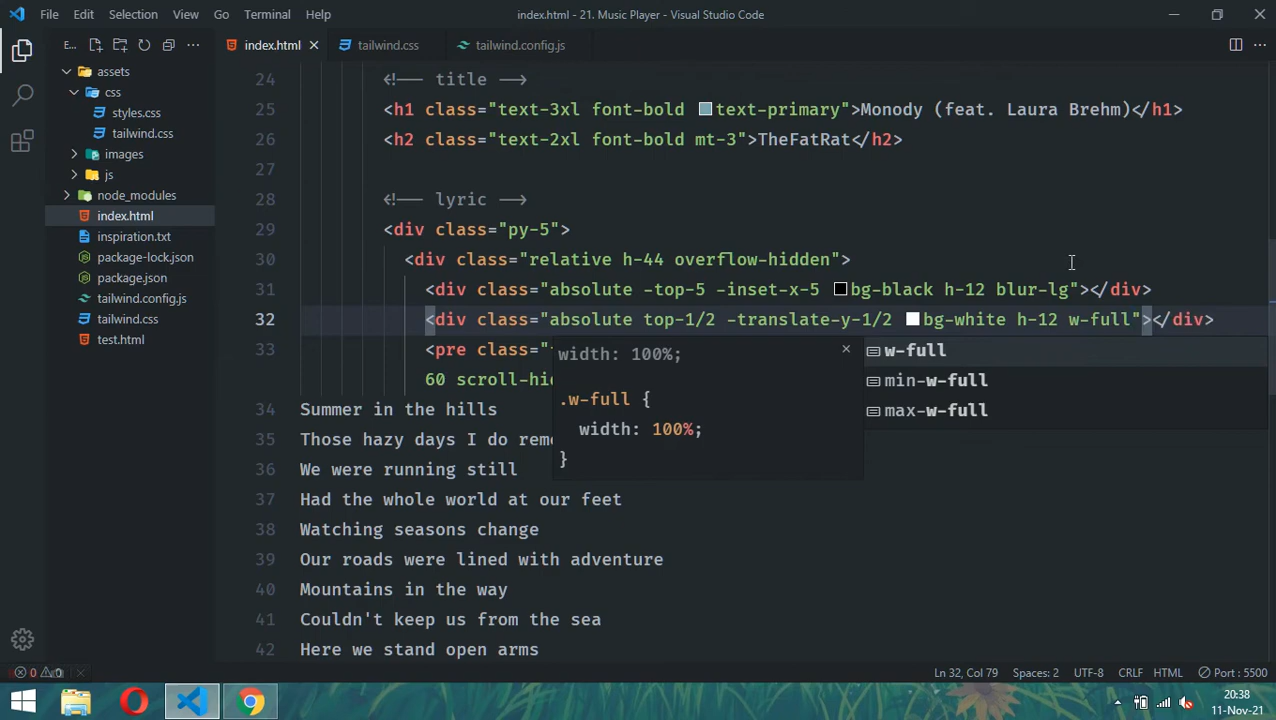 File Edit Selection View Go Terminal Help index.html - 21. Music Player - Visual Studio Code
E... index.html tailwind.css tailwind.config.js
assets
css
styles.css
tailwind.css
images
js
node_modules
index.html
inspiration.txt
package-lock.json
package.json
tailwind.config.js
tailwind.css
test.html
24 <!-- title -->
25 <h1 class="text-3xl font-bold text-primary">Monody (feat. Laura Brehm)</h1>
26 <h2 class="text-2xl font-bold mt-3">TheFatRat</h2>
27
28 <!-- lyric -->
29 <div class="py-5">
30 <div class="relative h-44 overflow-hidden">
31 <div class="absolute -top-5 -inset-x-5 bg-black h-12 blur-lg"></div>
32 <div class="absolute top-1/2 -translate-y-1/2 bg-white h-12 w-full"></div>
33 <pre class="
60 scroll-hi
34 Summer in the hills
35 Those hazy days I do rem
36 We were running still
37 Had the whole world at our feet
38 Watching seasons change
39 Our roads were lined with adventure
40 Mountains in the way
41 Couldn't keep us from the sea
42 Here we stand open arms
width: 100%;
.w-full {
width: 100%;
}
w-full
min-w-full
max-w-full
0 0 Ln 32, Col 79 Spaces: 2 UTF-8 CRLF HTML Port : 5500
20:38
11-Nov-21